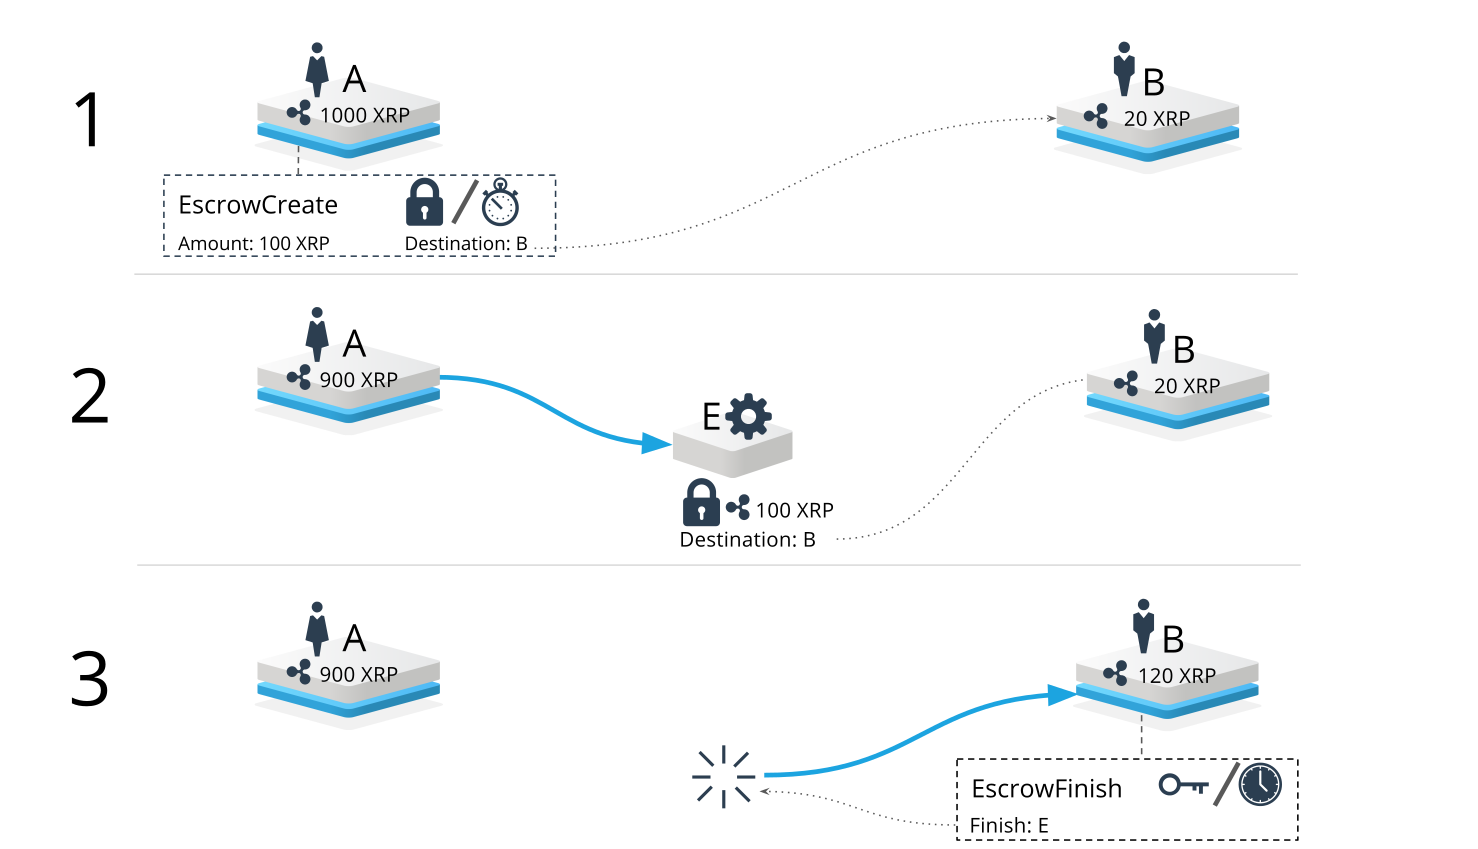 1
A
1000 XRP
B
20 XRP
EscrowCreate
Amount: 100 XRP
Destination: B
2
A
900 XRP
E
100 XRP
Destination: B
B
20 XRP
3
A
900 XRP
B
120 XRP
EscrowFinish
Finish: E